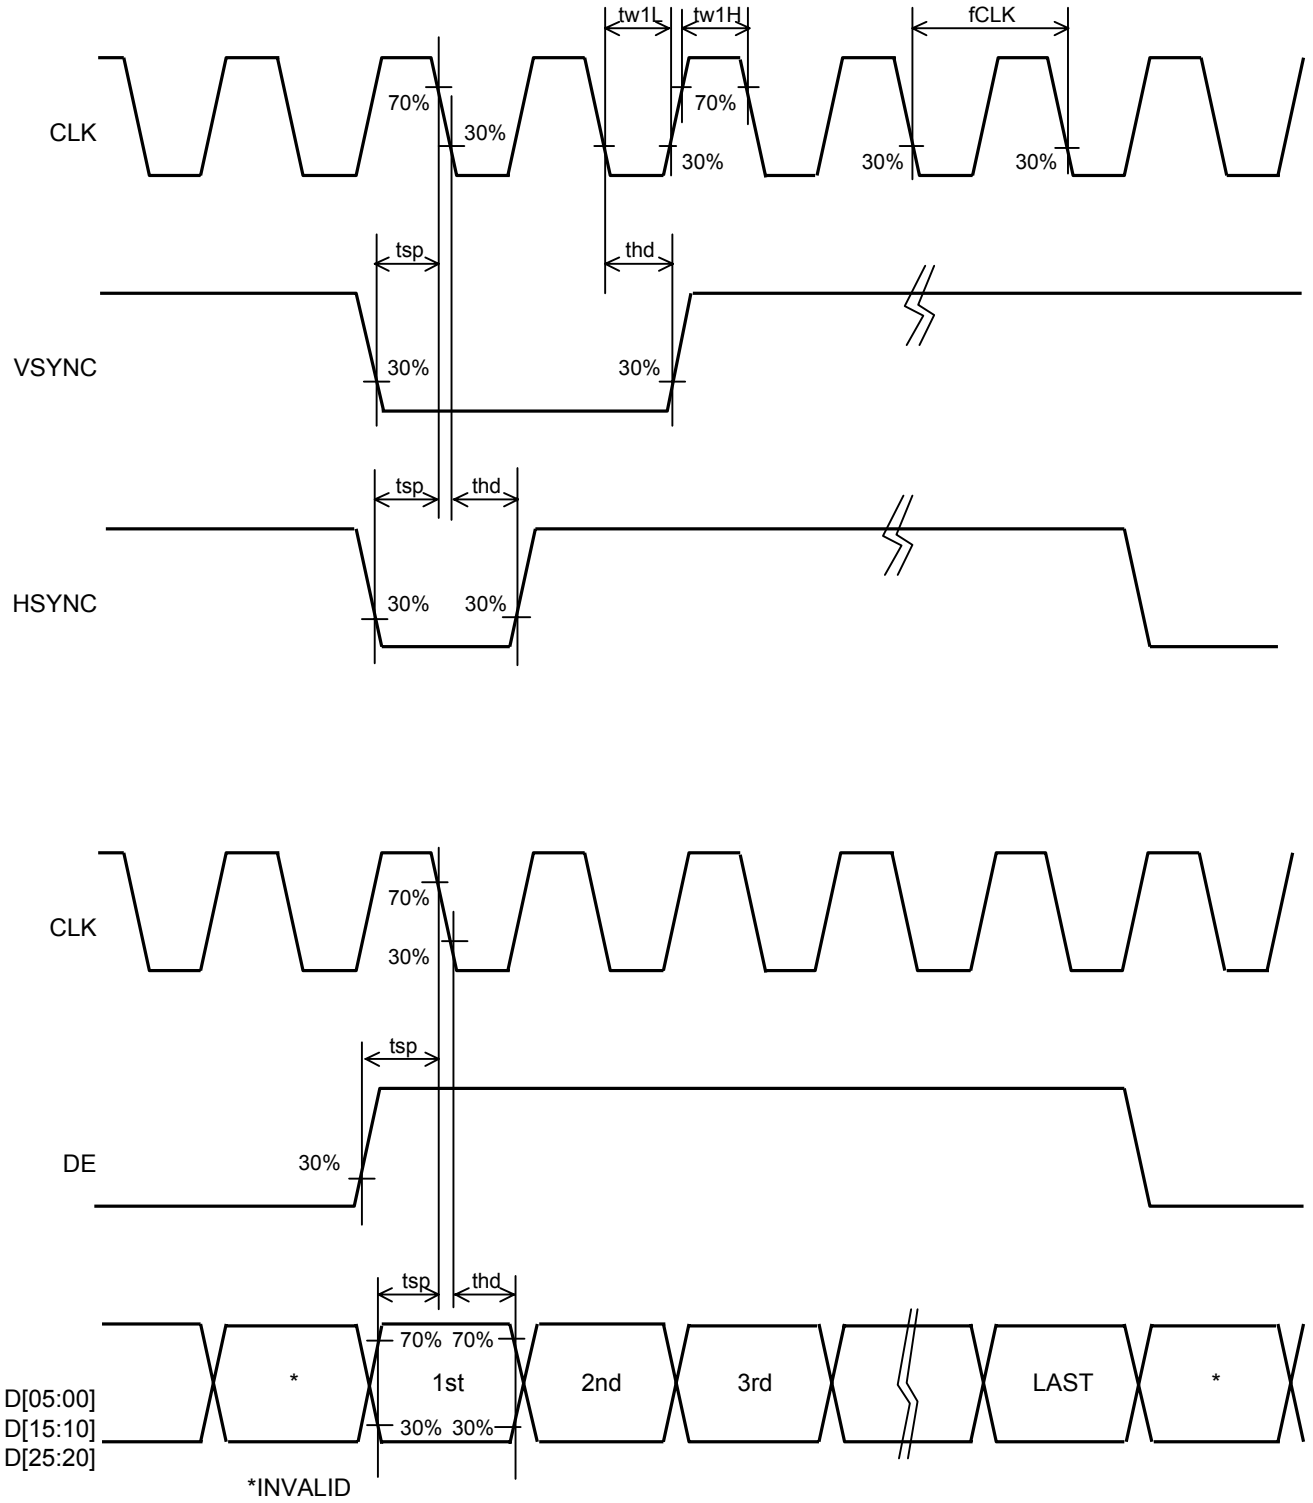 tw1L tw1H fCLK
70%
CLK 30%
70%
30% 30% 30%
tsp thd
VSYNC 30% 30%
tsp thd
HSYNC 30% 30%
70%
CLK
30%
tsp
DE 30%
tsp thd
70% 70%
* 1st 2nd 3rd LAST *
D[05:00]
D[15:10] 30% 30%
D[25:20]
*INVALID